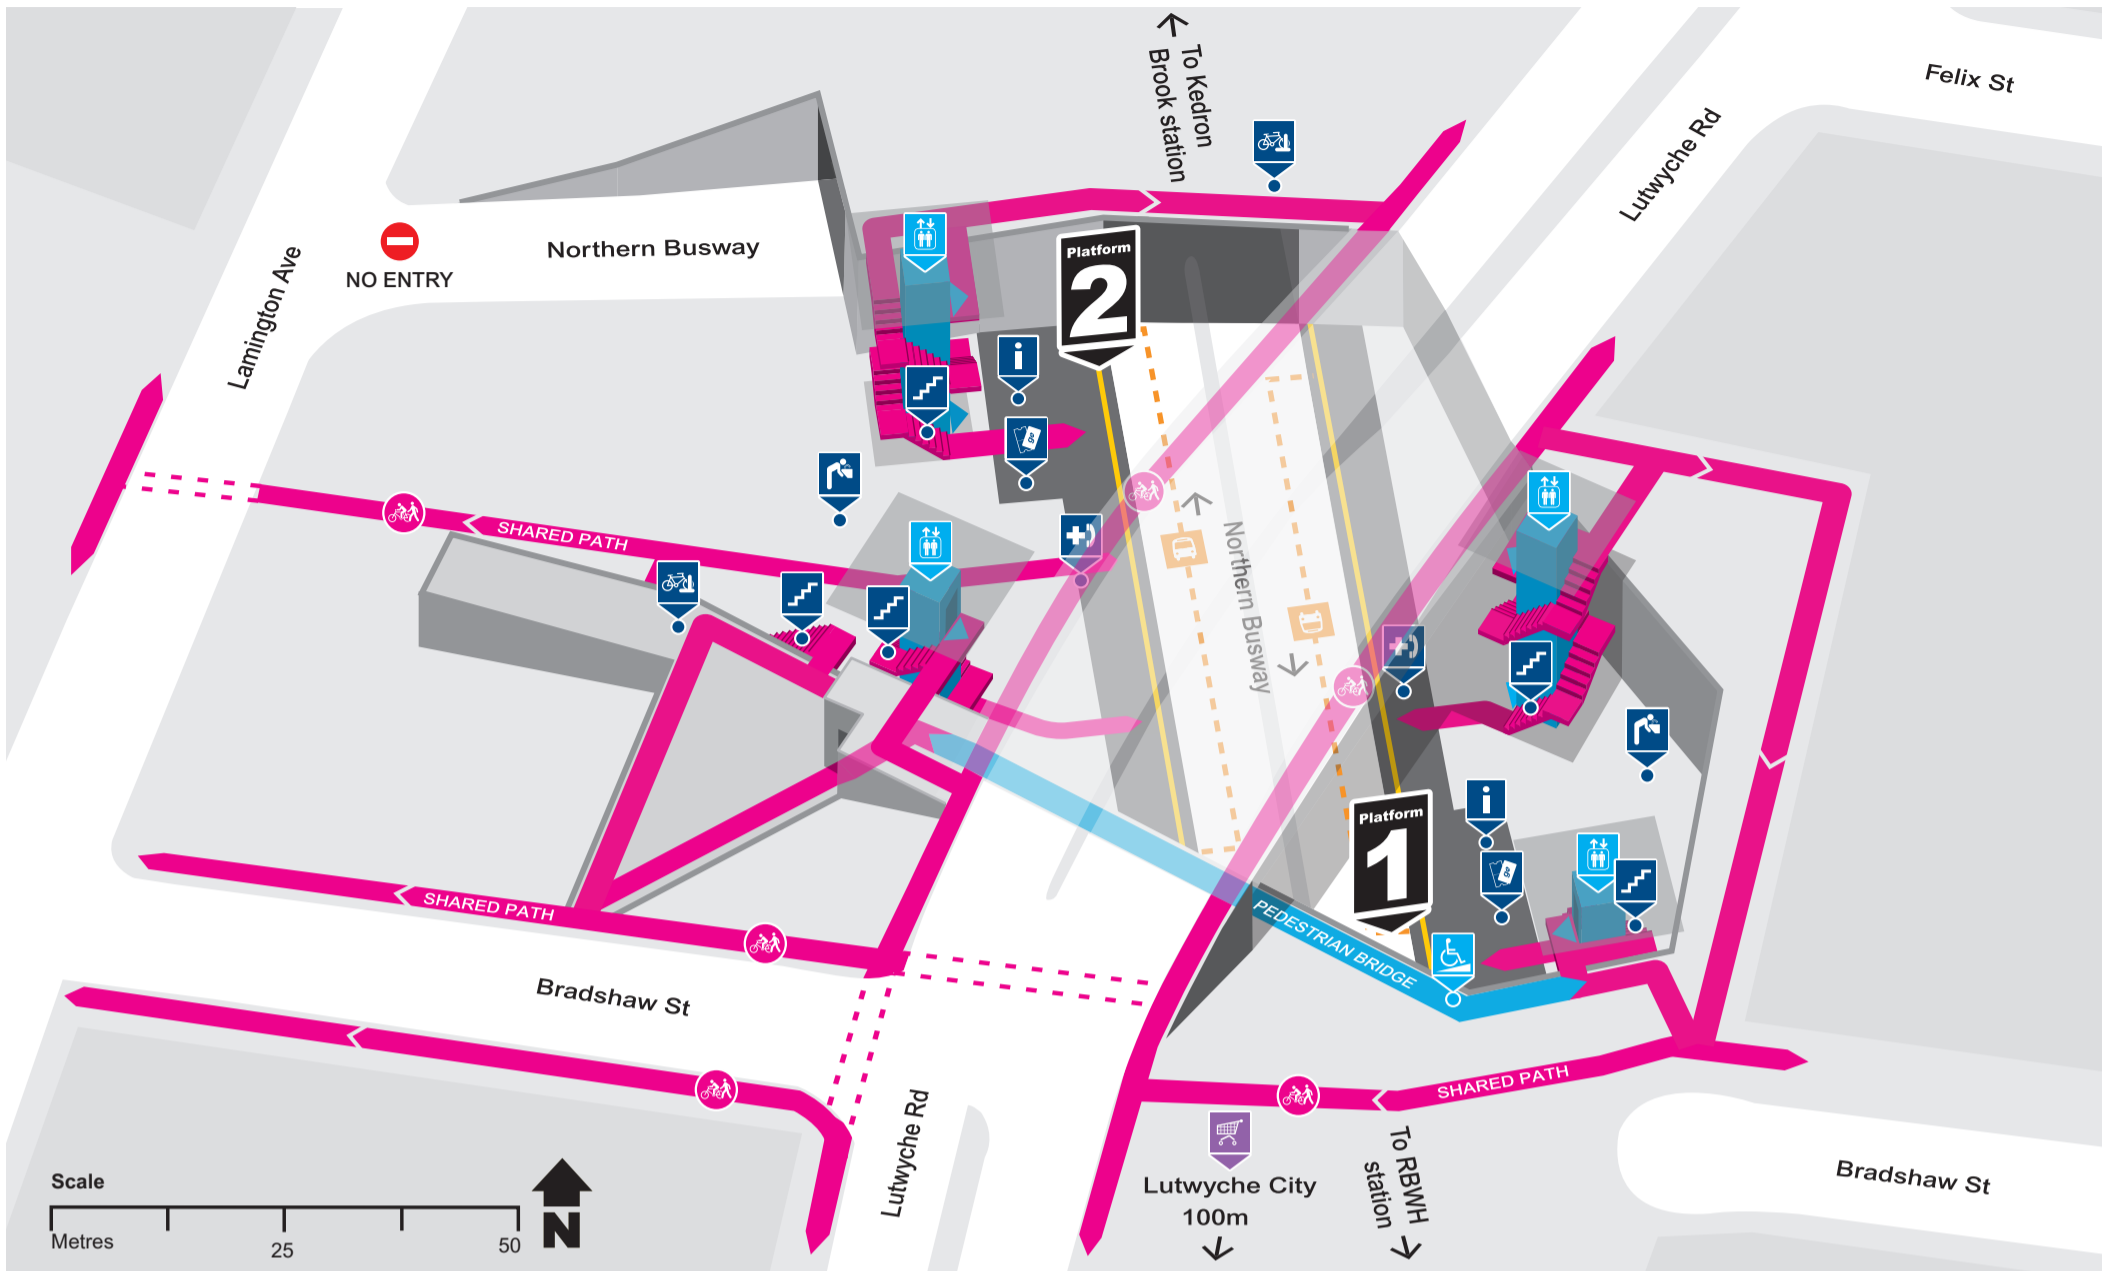 To Kedron
Brook station
Felix St
Lutwyche Rd
Platform
2
Northern Busway
NO ENTRY
Lamington Ave
i
go
SHARED PATH
Northern Busway
Platform
1
i
go
PEDESTRIAN BRIDGE
SHARED PATH
Bradshaw St
SHARED PATH
Lutwyche Rd
Lutwyche City
100m
To RBWH
station
Bradshaw St
Scale
Metres
25
50
N